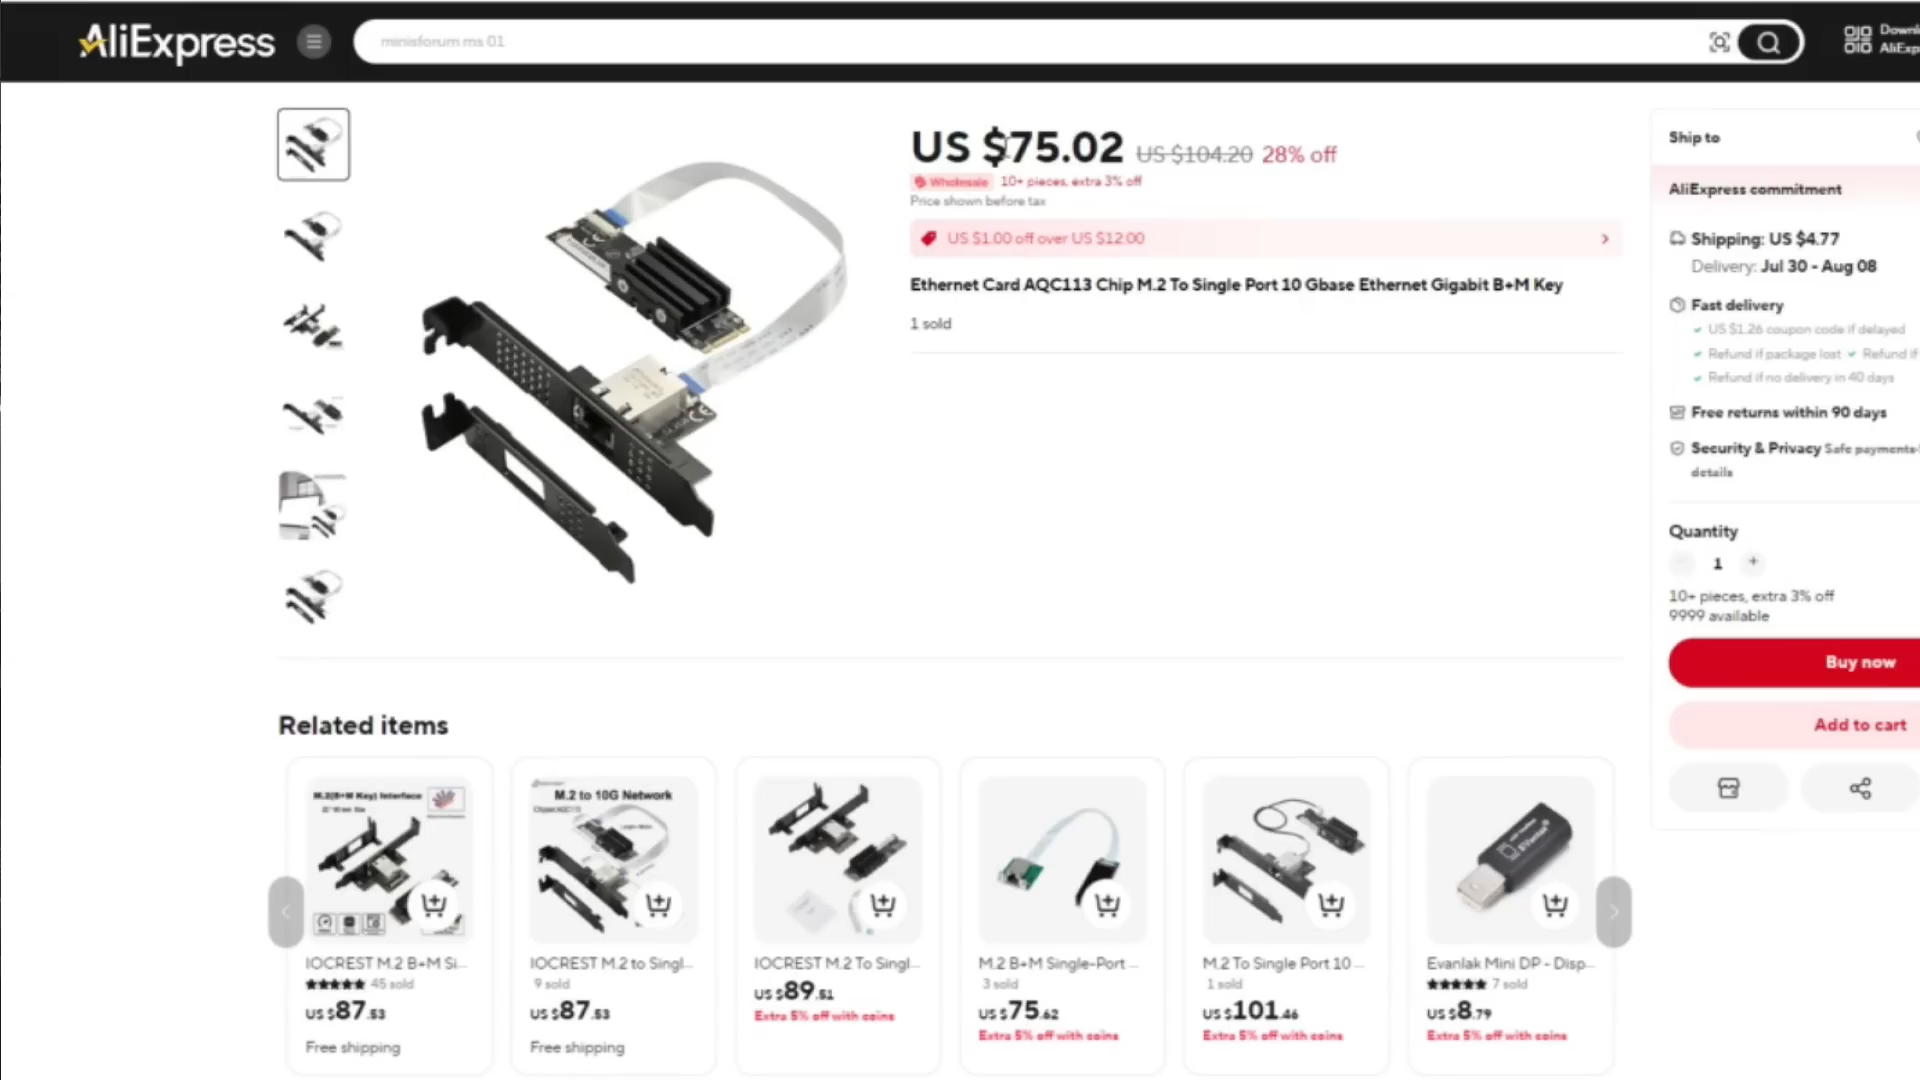 AliExpress
minisforum ms 01
Downl
AliExp
US $75.02 US $104.20 28% off
Wholesale 10+ pieces, extra 3% off
Price shown before tax
US $1.00 off over US $12.00
Ethernet Card AQC113 Chip M.2 To Single Port 10 Gbase Ethernet Gigabit B+M Key
1 sold
Ship to
AliExpress commitment
Shipping: US $4.77
Delivery: Jul 30 - Aug 08
Fast delivery
US $1.26 coupon code if delayed
Refund if package lost Refund if
Refund if no delivery in 40 days
Free returns within 90 days
Security & Privacy Safe payments·
details
Quantity
1 +
10+ pieces, extra 3% off
9999 available
Buy now
Add to cart
Related items
M.2(B+M Key) Interface
IOCREST M.2 B+M Si...
45 sold
US $87.53
Free shipping
M.2 to 10G Network
IOCREST M.2 to Singl...
9 sold
US $87.53
Free shipping
IOCREST M.2 To Singl...
US $89.51
Extra 5% off with coins
M.2 B+M Single-Port ...
3 sold
US $75.62
Extra 5% off with coins
M.2 To Single Port 10 ...
1 sold
US $101.46
Extra 5% off with coins
Evanlak Mini DP - Disp...
7 sold
US $8.79
Extra 5% off with coins